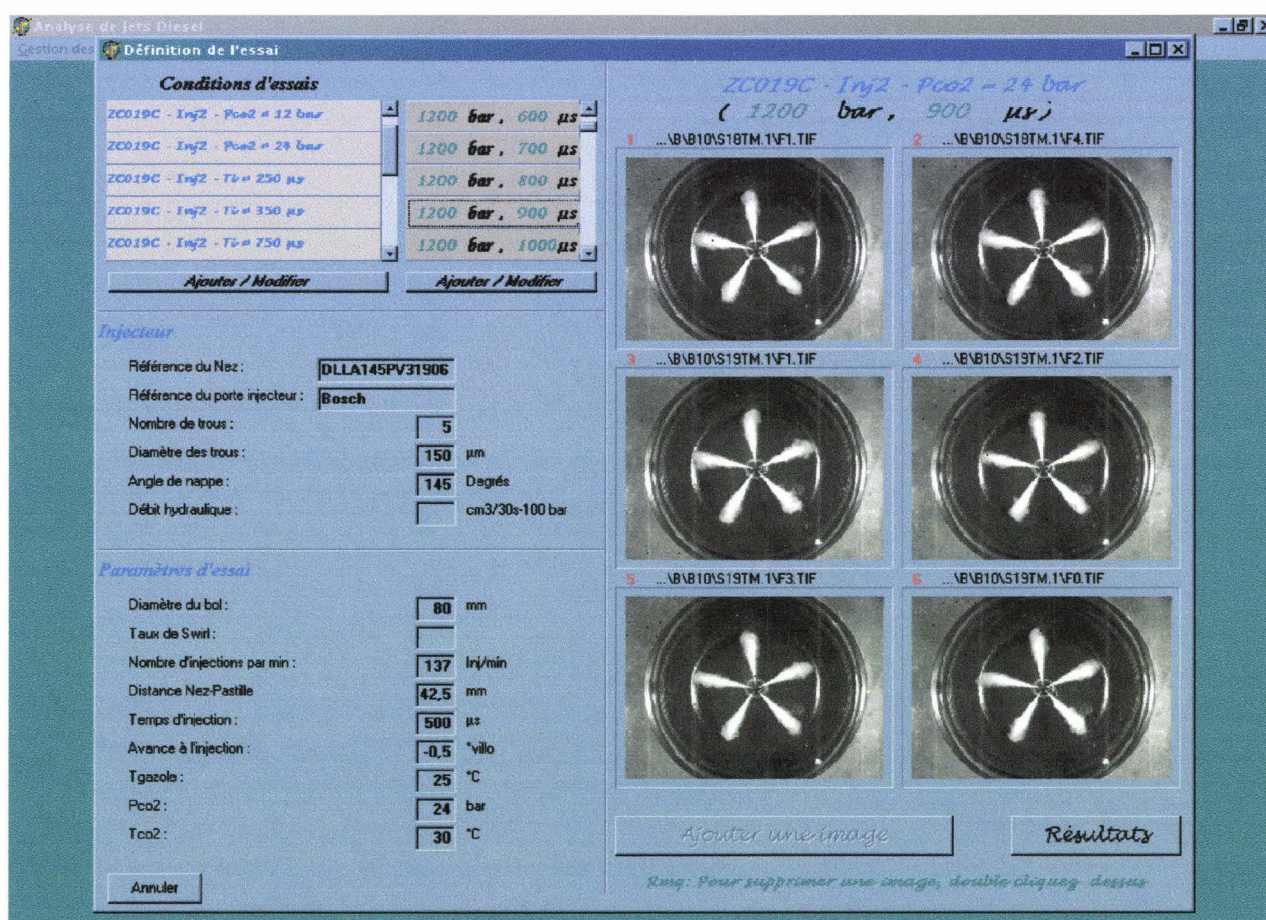 Analyse de Jets Diesel
Gestion des
Définition de l'essai
Conditions d'essais
ZC019C - Inj2 - Pco2 = 12 bar
ZC019C - Inj2 - Pco2 = 24 bar
ZC019C - Inj2 - Ti = 250 µs
ZC019C - Inj2 - Ti = 350 µs
ZC019C - Inj2 - Ti = 750 µs
Ajouter / Modifier
1200 bar, 600 µs
1200 bar, 700 µs
1200 bar, 800 µs
1200 bar, 900 µs
1200 bar, 1000µs
Ajouter / Modifier
Injecteur
Référence du Nez : DLLA145PV31906
Référence du porte injecteur : Bosch
Nombre de trous : 5
Diamètre des trous : 150 µm
Angle de nappe : 145 Degrés
Débit hydraulique : cm3/30s-100 bar
Paramètres d'essai
Diamètre du bol : 80 mm
Taux de Swirl :
Nombre d'injections par min : 137 Inj/min
Distance Nez-Pastille 42,5 mm
Temps d'injection : 500 µs
Avance à l'injection : -0,5 °villo
Tgazole : 25 °C
Pco2 : 24 bar
Tco2 : 30 °C
Annuler
ZC019C - Inj2 - Pco2 = 24 bar
( 1200 bar, 900 µs)
1 ...\B\B10\S18TM.1\F1.TIF
2 ...\B\B10\S18TM.1\F4.TIF
3 ...\B\B10\S19TM.1\F1.TIF
4 ...\B\B10\S19TM.1\F2.TIF
5 ...\B\B10\S19TM.1\F3.TIF
6 ...\B\B10\S19TM.1\F0.TIF
Ajouter une image
Résultats
Rmq: Pour supprimer une image, double cliquez dessus